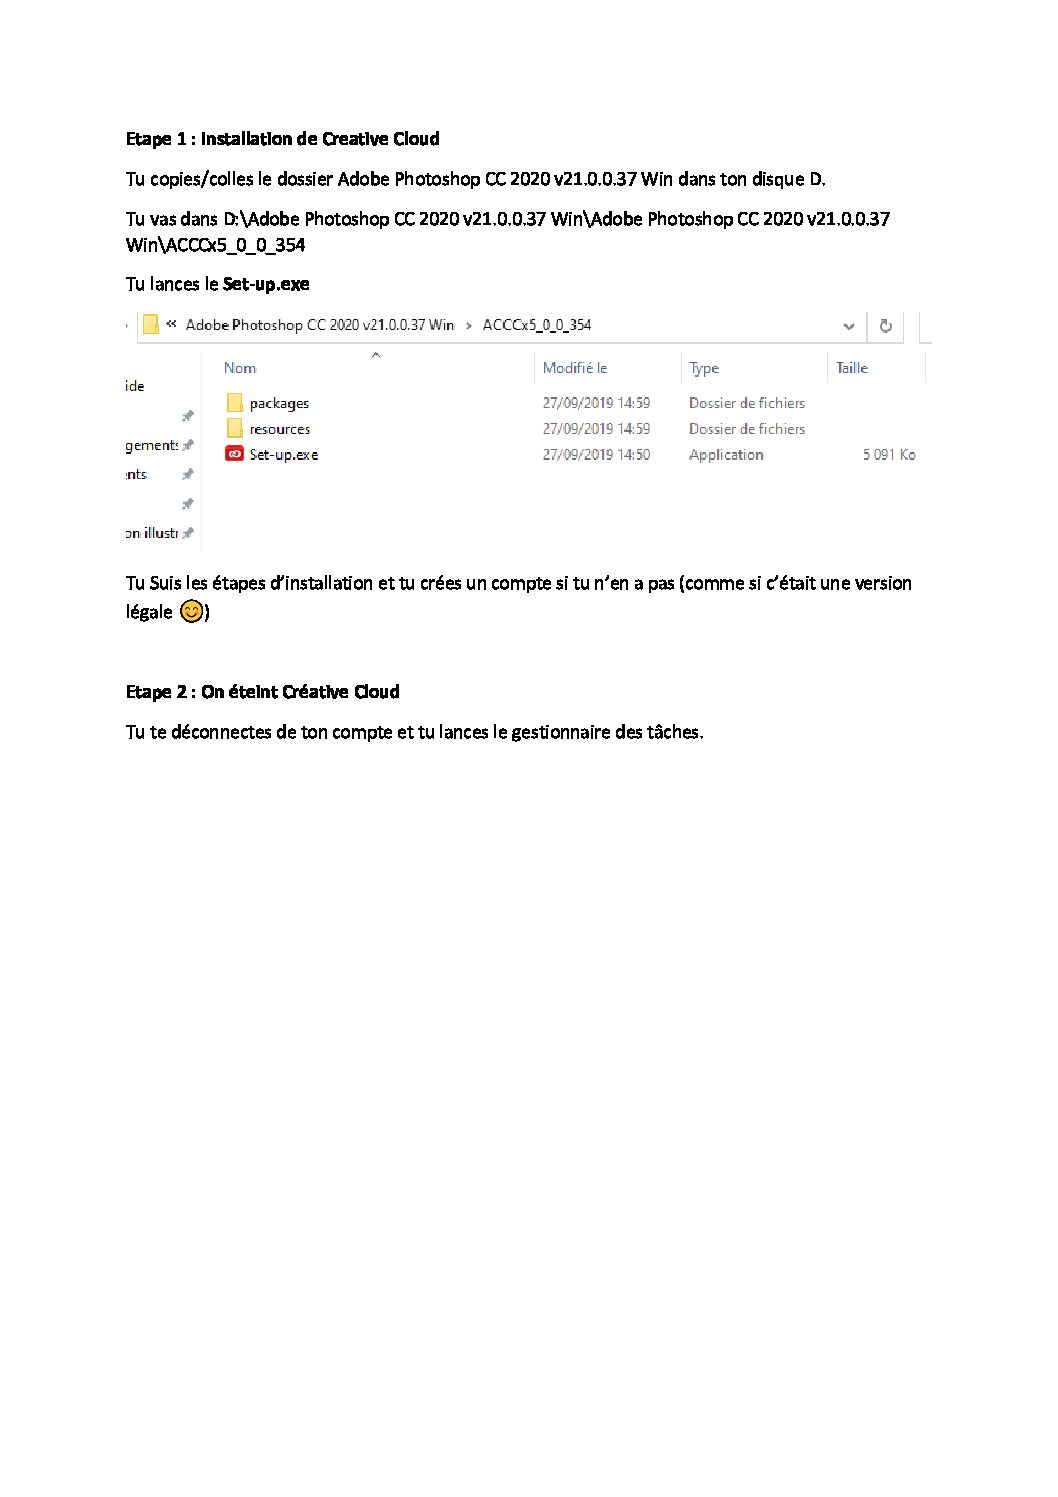 Etape 1 : Installation de Creative Cloud
Tu copies/colles le dossier Adobe Photoshop CC 2020 v21.0.0.37 Win dans ton disque D.
Tu vas dans D:\Adobe Photoshop CC 2020 v21.0.0.37 Win\Adobe Photoshop CC 2020 v21.0.0.37
Win\ACCCx5_0_0_354
Tu lances le Set-up.exe
« Adobe Photoshop CC 2020 v21.0.0.37 Win > ACCCx5_0_0_354
Nom Modifié le Type Taille
ide
packages 27/09/2019 14:59 Dossier de fichiers
resources 27/09/2019 14:59 Dossier de fichiers
gements
Set-up.exe 27/09/2019 14:50 Application 5 091 Ko
ents
on illustr
Tu Suis les étapes d’installation et tu crées un compte si tu n’en a pas (comme si c’était une version
légale 😊)
Etape 2 : On éteint Créative Cloud
Tu te déconnectes de ton compte et tu lances le gestionnaire des tâches.